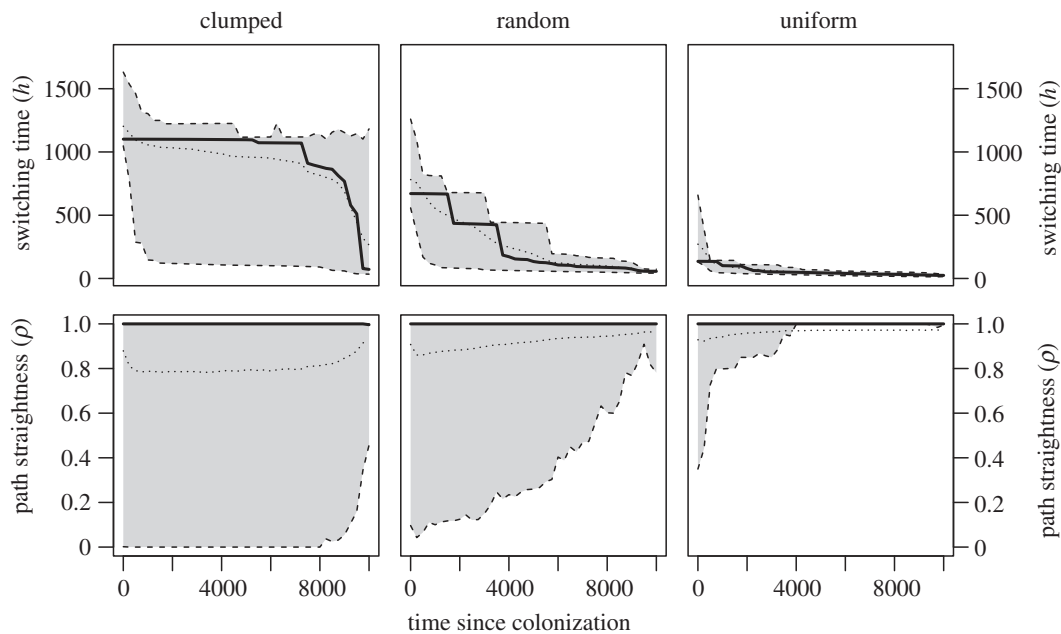 clumped random uniform
switching time (h)
1500
1000
500
0
1500
1000
500
0
switching time (h)
path straightness (ρ)
1.0
0.8
0.6
0.4
0.2
0
1.0
0.8
0.6
0.4
0.2
0
path straightness (ρ)
0 4000 8000 0 4000 8000 0 4000 8000
time since colonization